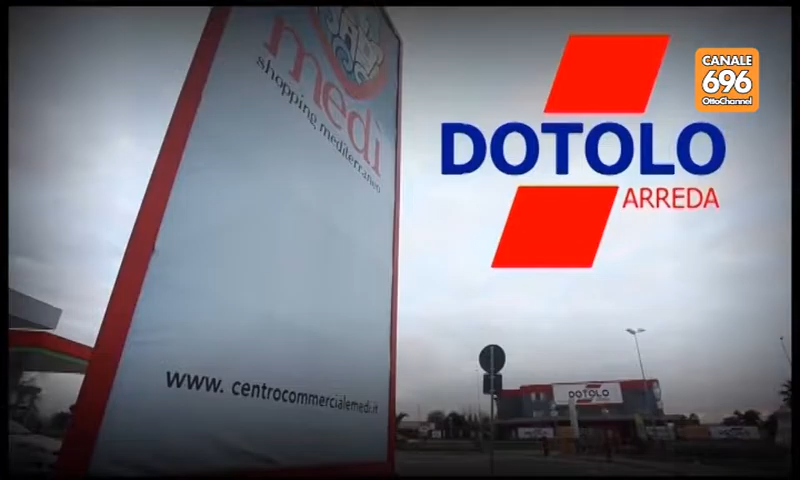 medi
shopping mediterraneo
www. centrocommercialemedi.it
DOTOLO
ARREDA
CANALE
696
OttoChannel
DOTOLO